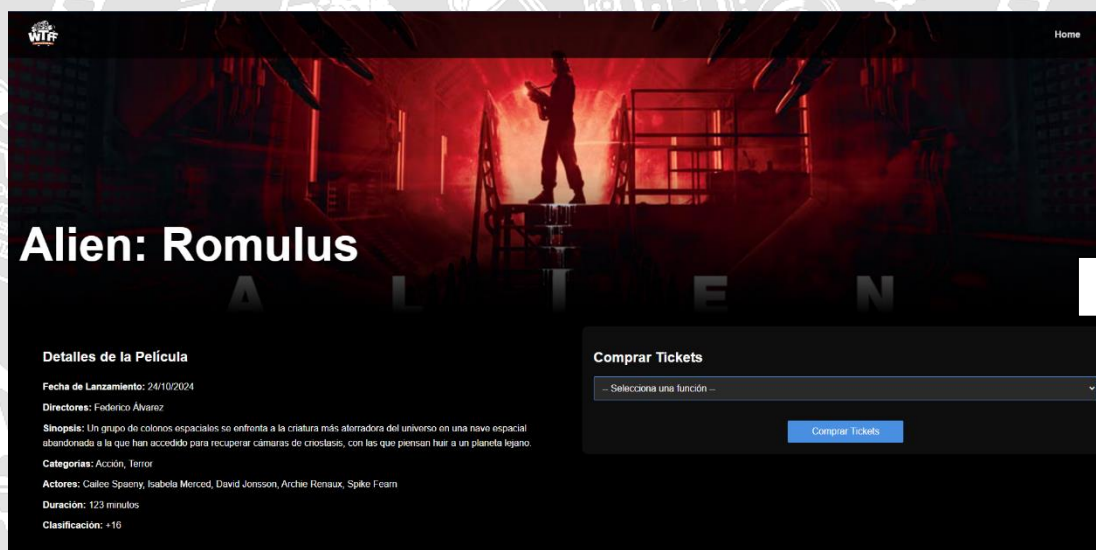 WTF
Home
Alien: Romulus
A L I E N
Detalles de la Película
Fecha de Lanzamiento: 24/10/2024
Directores: Federico Álvarez
Sinopsis: Un grupo de colonos espaciales se enfrenta a la criatura más aterradora del universo en una nave espacial
abandonada a la que han accedido para recuperar cámaras de criostasis, con las que piensan huir a un planeta lejano.
Categorías: Acción, Terror
Actores: Cailee Spaeny, Isabela Merced, David Jonsson, Archie Renaux, Spike Fearn
Duración: 123 minutos
Clasificación: +16
Comprar Tickets
-- Selecciona una función --
Comprar Tickets